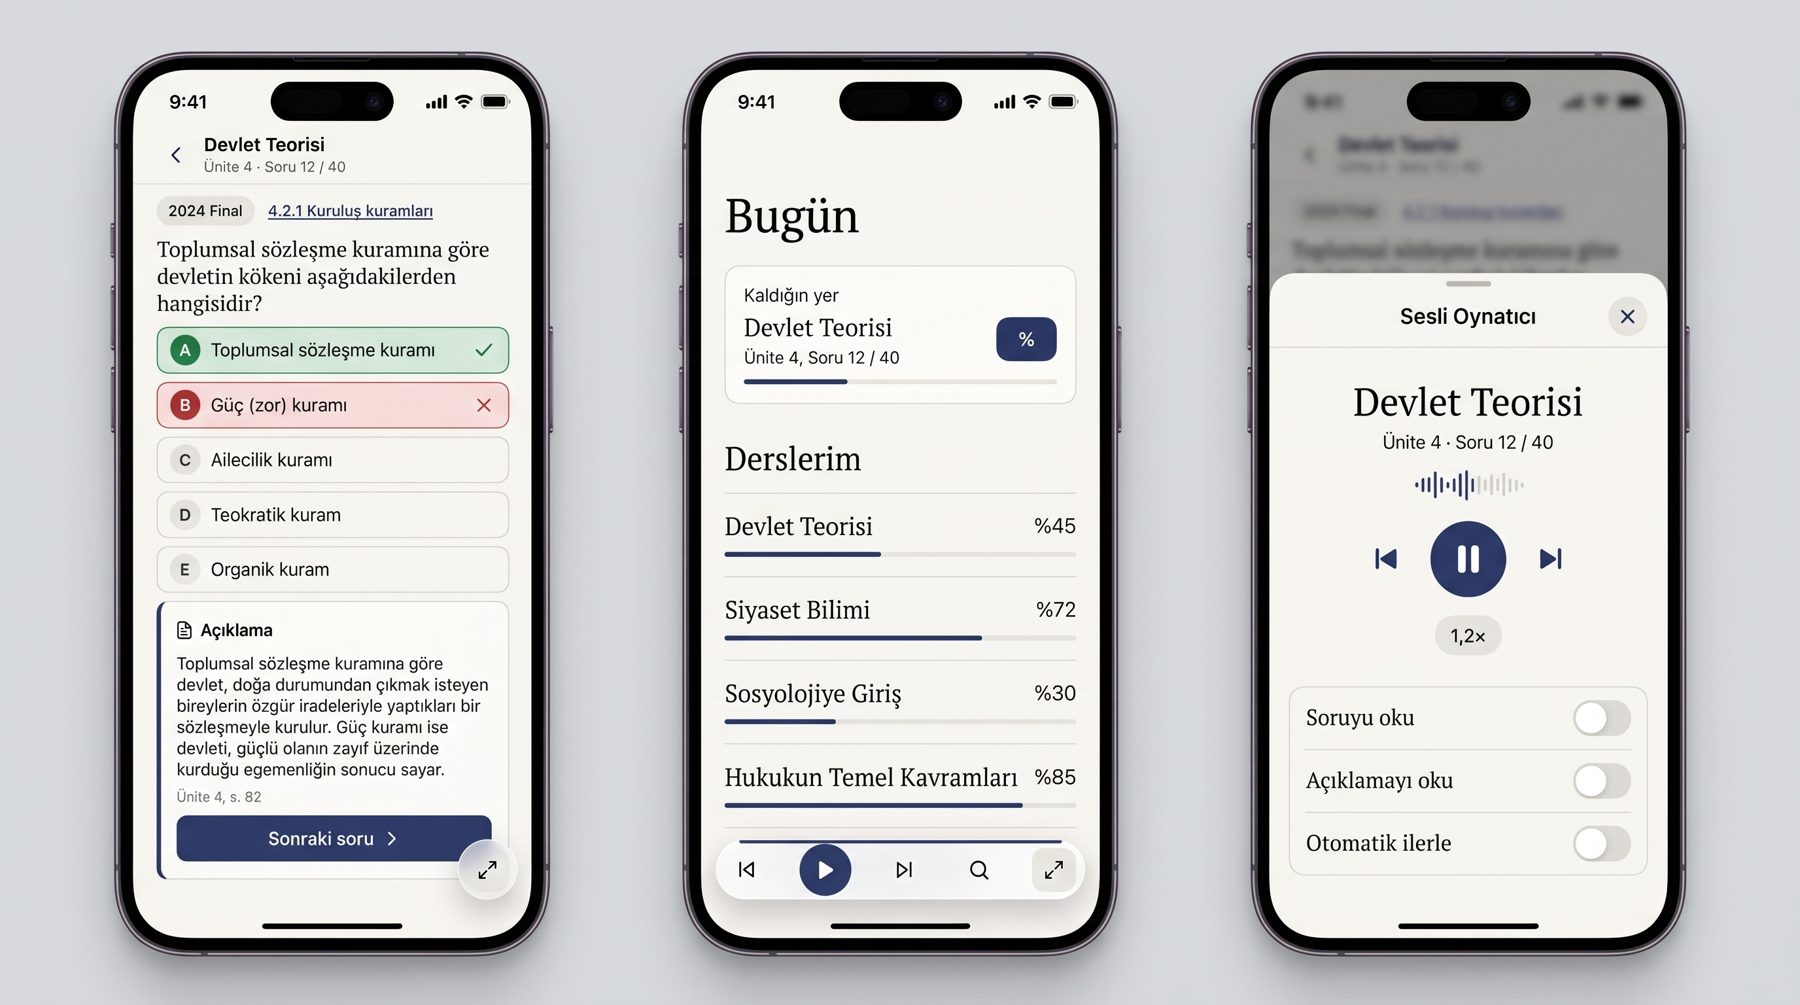 9:41
Devlet Teorisi
Ünite 4 · Soru 12 / 40
2024 Final
4.2.1 Kuruluş kuramları
Toplumsal sözleşme kuramına göre
devletin kökeni aşağıdakilerden
hangisidir?
A Toplumsal sözleşme kuramı
B Güç (zor) kuramı
C Ailecilik kuramı
D Teokratik kuram
E Organik kuram
Açıklama
Toplumsal sözleşme kuramına göre
devlet, doğa durumundan çıkmak isteyen
bireylerin özgür iradeleriyle yaptıkları bir
sözleşmeyle kurulur. Güç kuramı ise
devleti, güçlü olanın zayıf üzerinde
kurduğu egemenliğin sonucu sayar.
Ünite 4, s. 82
Sonraki soru
9:41
Bugün
Kaldığın yer
Devlet Teorisi
Ünite 4, Soru 12 / 40
%
Derslerim
Devlet Teorisi %45
Siyaset Bilimi %72
Sosyolojiye Giriş %30
Hukukun Temel Kavramları %85
9:41
Devlet Teorisi
Sesli Oynatıcı
Devlet Teorisi
Ünite 4 · Soru 12 / 40
1,2×
Soruyu oku
Açıklamayı oku
Otomatik ilerle